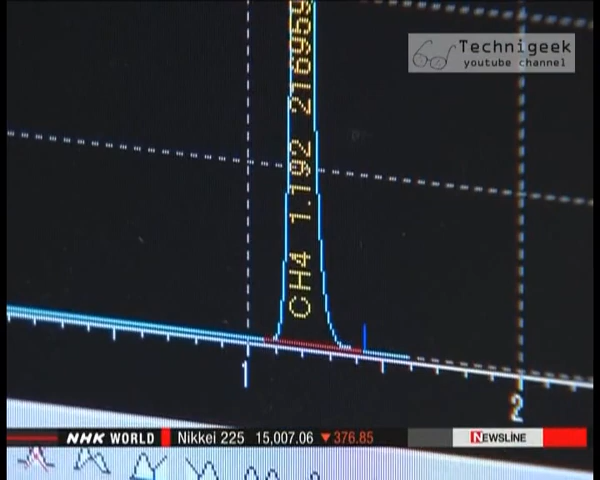 Technigeek
youtube channel
CH4 1.192 216959
1
2
NHK WORLD
Nikkei 225 15,007.06 ▼376.85
NEWSLINE